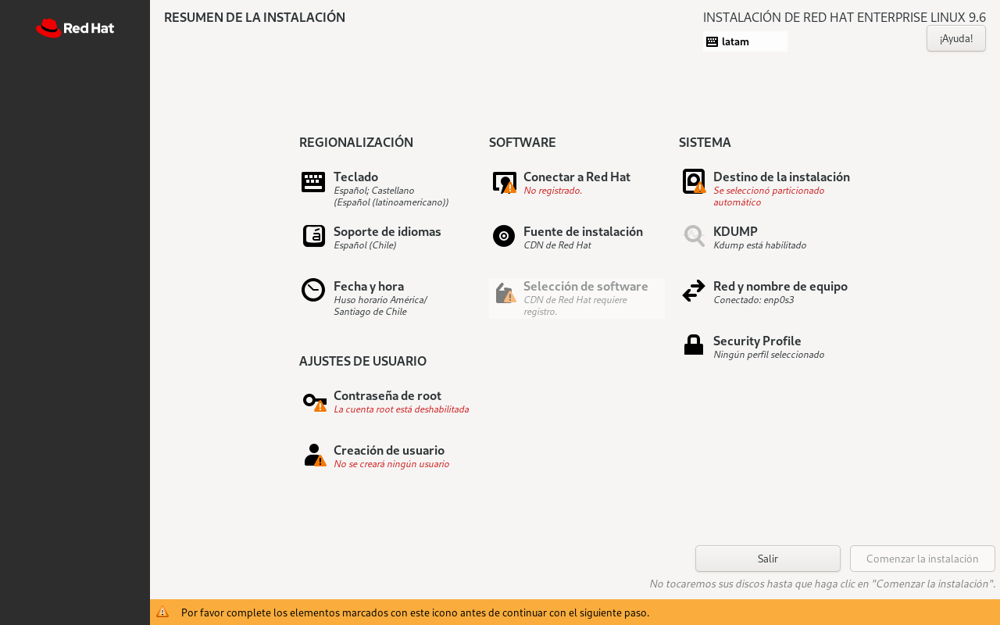 Red Hat
RESUMEN DE LA INSTALACIÓN
INSTALACIÓN DE RED HAT ENTERPRISE LINUX 9.6
latam
¡Ayuda!
REGIONALIZACIÓN
Teclado
Español; Castellano
(Español (latinoamericano))
Soporte de idiomas
Español (Chile)
Fecha y hora
Huso horario América/
Santiago de Chile
SOFTWARE
Conectar a Red Hat
No registrado.
Fuente de instalación
CDN de Red Hat
Selección de software
CDN de Red Hat requiere
registro.
SISTEMA
Destino de la instalación
Se seleccionó particionado
automático
KDUMP
Kdump está habilitado
Red y nombre de equipo
Conectado: enp0s3
Security Profile
Ningún perfil seleccionado
AJUSTES DE USUARIO
Contraseña de root
La cuenta root está deshabilitada
Creación de usuario
No se creará ningún usuario
Salir
Comenzar la instalación
No tocaremos sus discos hasta que haga clic en "Comenzar la instalación".
Por favor complete los elementos marcados con este icono antes de continuar con el siguiente paso.